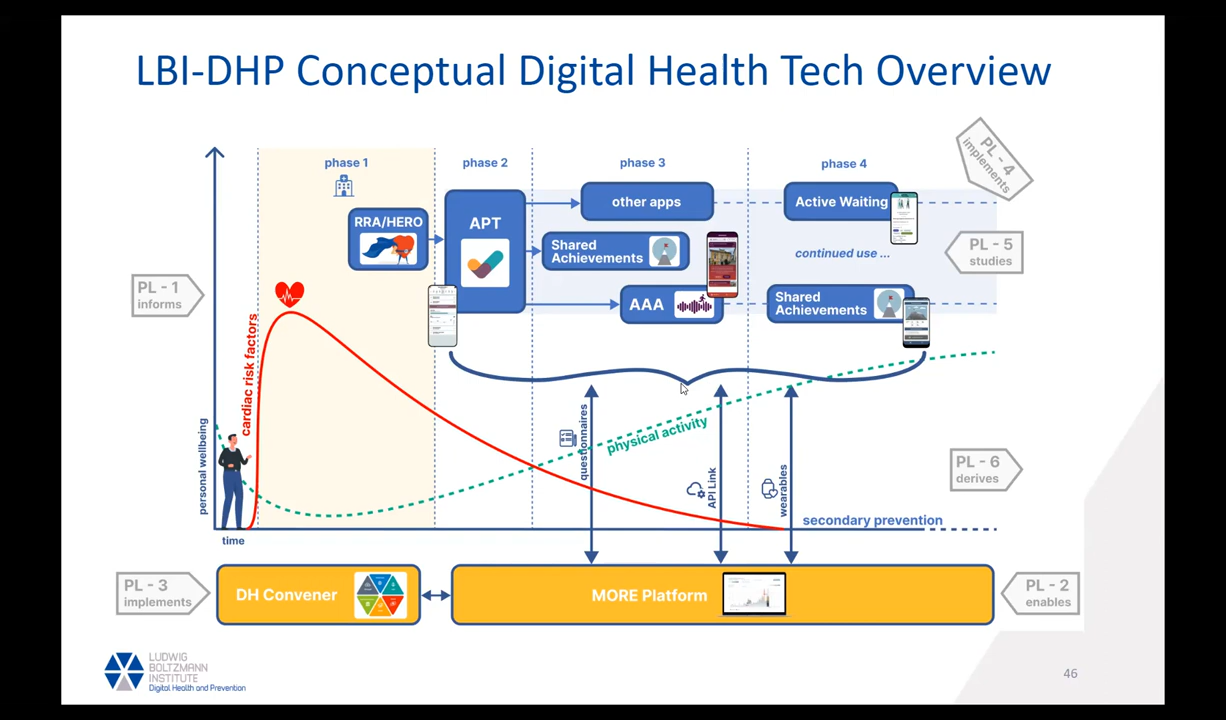 LBI-DHP Conceptual Digital Health Tech Overview
phase 1
phase 2
phase 3
phase 4
PL - 4
implements
RRA/HERO
APT
other apps
Active Waiting
Shared
Achievements
continued use ...
PL - 5
studies
PL - 1
informs
AAA
Shared
Achievements
cardiac risk factors
personal wellbeing
questionnaires
physical activity
API Link
wearables
PL - 6
derives
secondary prevention
time
PL - 3
implements
DH Convener
MORE Platform
PL - 2
enables
LUDWIG
BOLTZMANN
INSTITUTE
Digital Health and Prevention
46